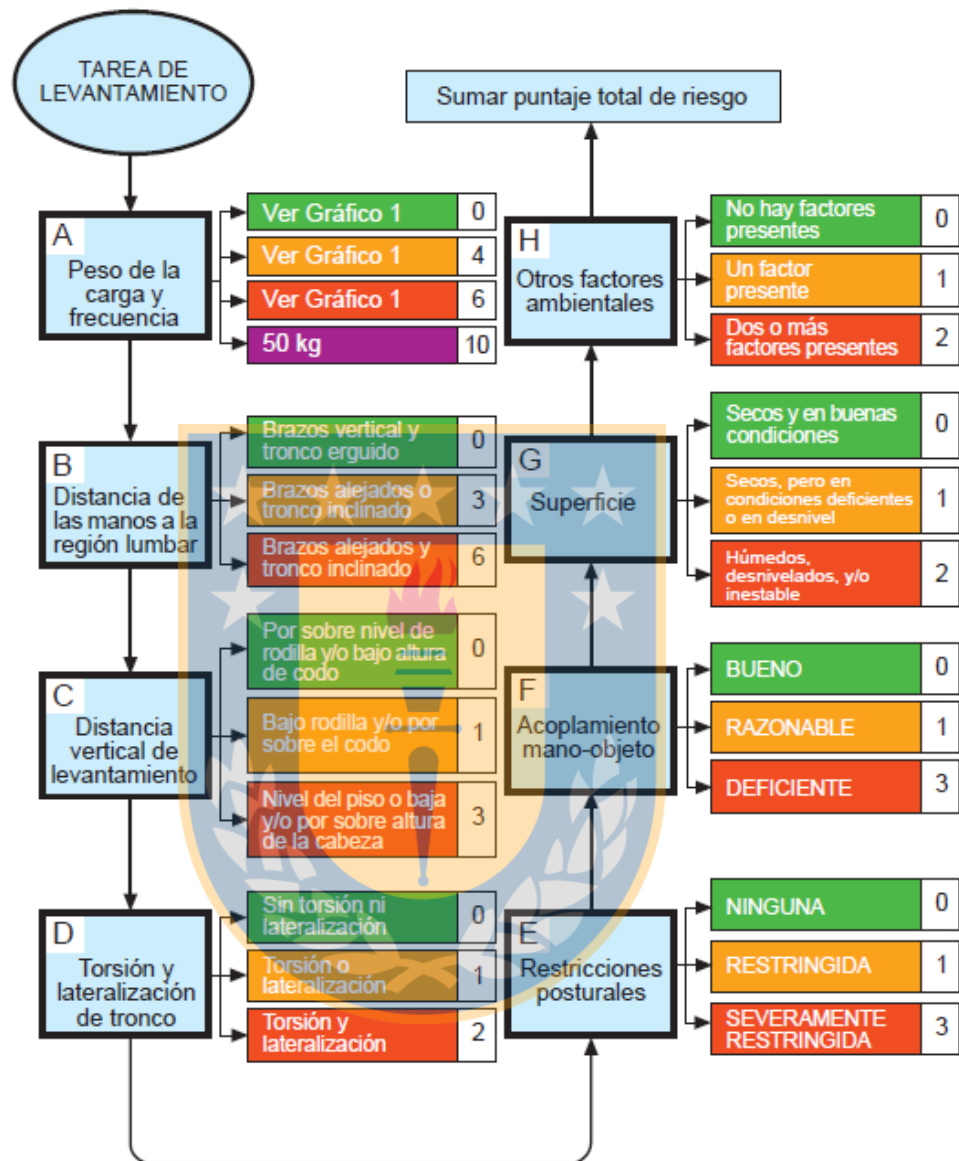 TAREA DE
LEVANTAMIENTO
A
Peso de la
carga y
frecuencia
Ver Gráfico 1 0
Ver Gráfico 1 4
Ver Gráfico 1 6
50 kg 10
B
Distancia de
las manos a la
región lumbar
Brazos vertical y
tronco erguido
0
Brazos alejados o
tronco inclinado
3
Brazos alejados y
tronco inclinado
6
C
Distancia
vertical de
levantamiento
Por sobre nivel de
rodilla y/o bajo altura
de codo
0
Bajo rodilla y/o por
sobre el codo
1
Nivel del piso o baja
y/o por sobre altura
de la cabeza
3
D
Torsión y
lateralización
de tronco
Sin torsión ni
lateralización
0
Torsión o
lateralización
1
Torsión y
lateralización
2
E
Restricciones
posturales
NINGUNA 0
RESTRINGIDA 1
SEVERAMENTE
RESTRINGIDA
3
F
Acoplamiento
mano-objeto
BUENO 0
RAZONABLE 1
DEFICIENTE 3
G
Superficie
Secos y en buenas
condiciones
0
Secos, pero en
condiciones deficientes
o en desnivel
1
Húmedos,
desnivelados, y/o
inestable
2
H
Otros factores
ambientales
No hay factores
presentes
0
Un factor
presente
1
Dos o más
factores presentes
2
Sumar puntaje total de riesgo